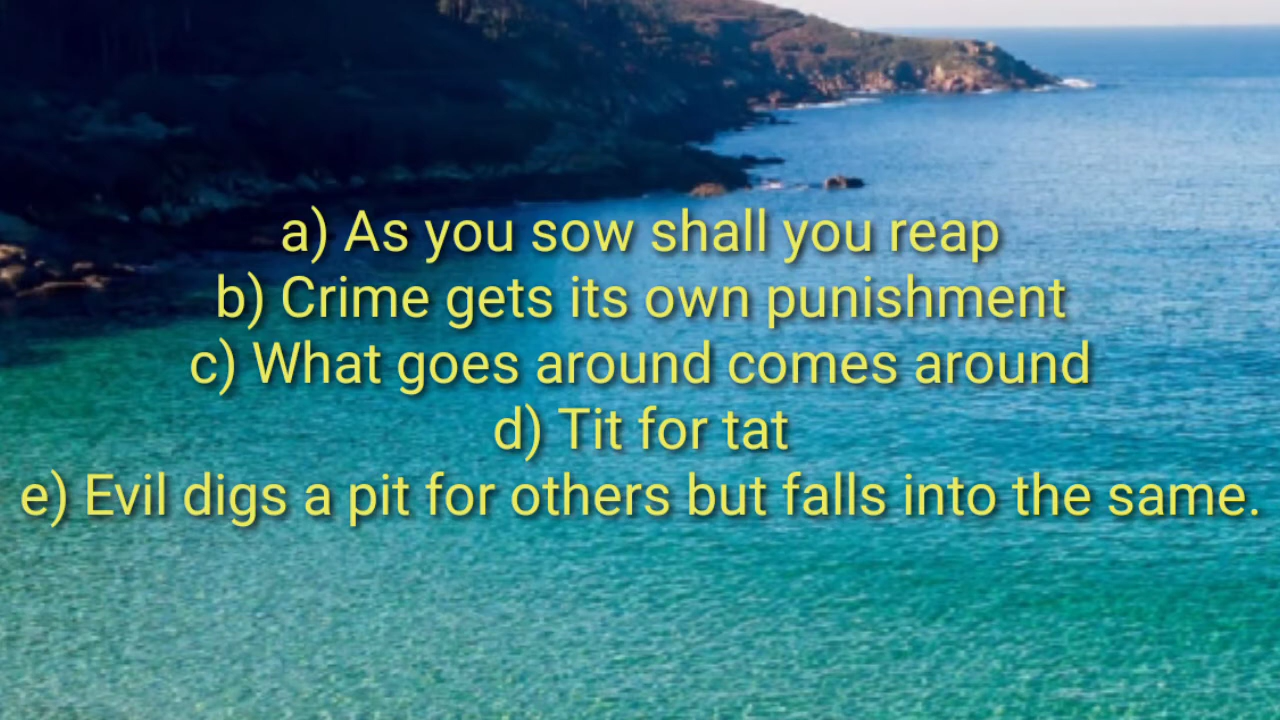 a) As you sow shall you reap
b) Crime gets its own punishment
c) What goes around comes around
d) Tit for tat
e) Evil digs a pit for others but falls into the same.